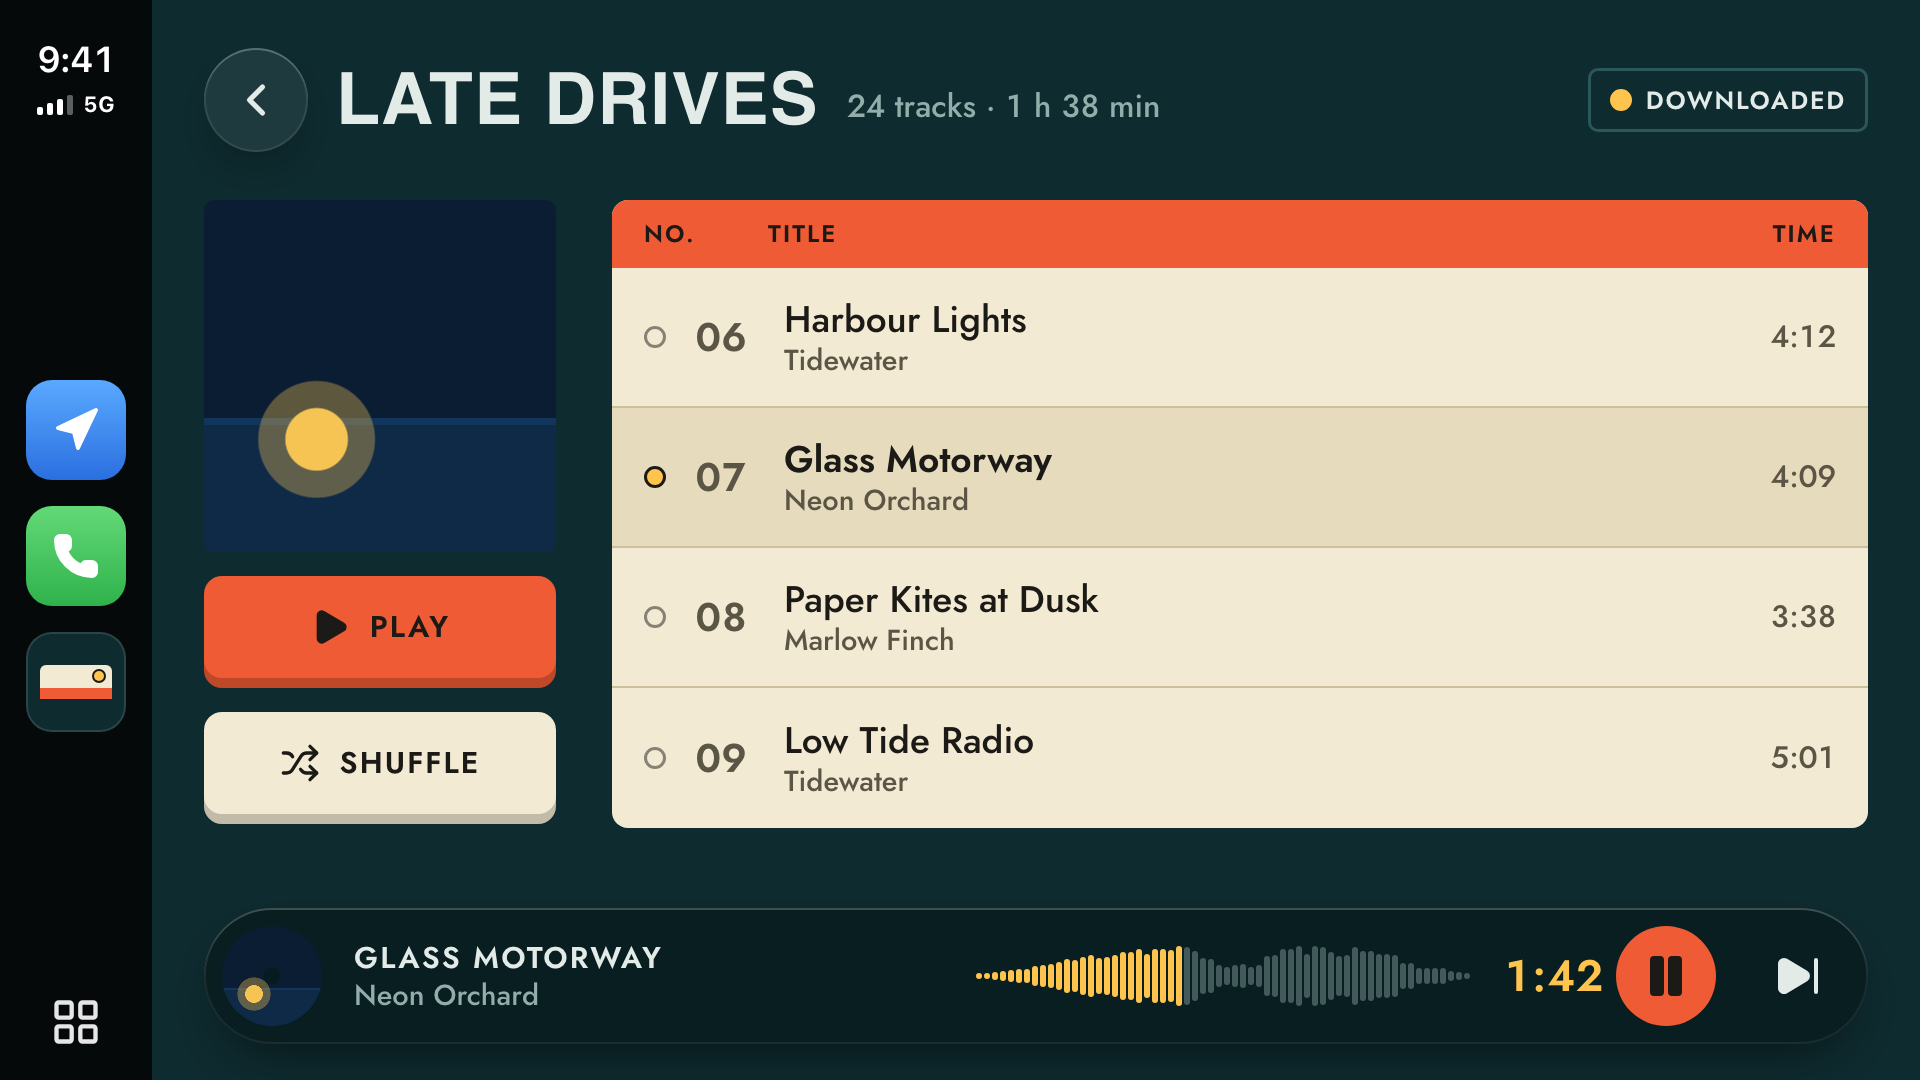 9:41
5G
LATE DRIVES
24 tracks · 1 h 38 min
DOWNLOADED
NO. TITLE TIME
06 Harbour Lights 4:12
Tidewater
07 Glass Motorway 4:09
Neon Orchard
08 Paper Kites at Dusk 3:38
Marlow Finch
09 Low Tide Radio 5:01
Tidewater
PLAY
SHUFFLE
GLASS MOTORWAY
Neon Orchard
1:42